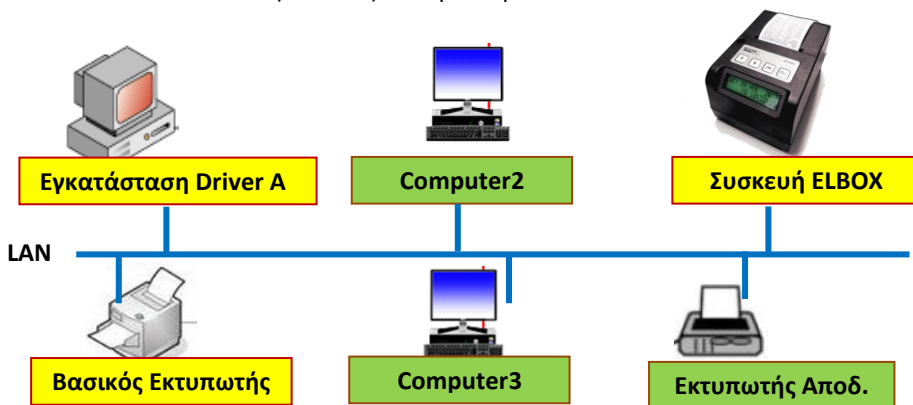 Εγκατάσταση Driver A
Computer2
Συσκευή ELBOX
LAN
Βασικός Εκτυπωτής
Computer3
Εκτυπωτής Αποδ.